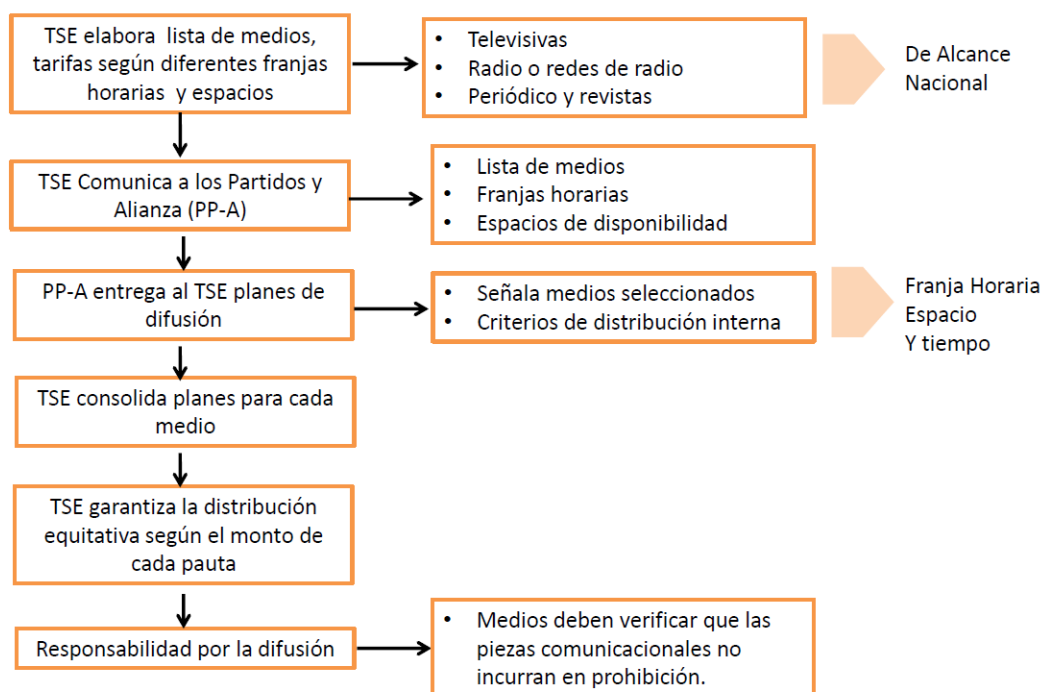 TSE elabora lista de medios,
tarifas según diferentes franjas
horarias y espacios
• Televisivas
• Radio o redes de radio
• Periódico y revistas
De Alcance
Nacional
TSE Comunica a los Partidos y
Alianza (PP-A)
• Lista de medios
• Franjas horarias
• Espacios de disponibilidad
PP-A entrega al TSE planes de
difusión
• Señala medios seleccionados
• Criterios de distribución interna
Franja Horaria
Espacio
Y tiempo
TSE consolida planes para cada
medio
TSE garantiza la distribución
equitativa según el monto de
cada pauta
Responsabilidad por la difusión
• Medios deben verificar que las
piezas comunicacionales no
incurran en prohibición.